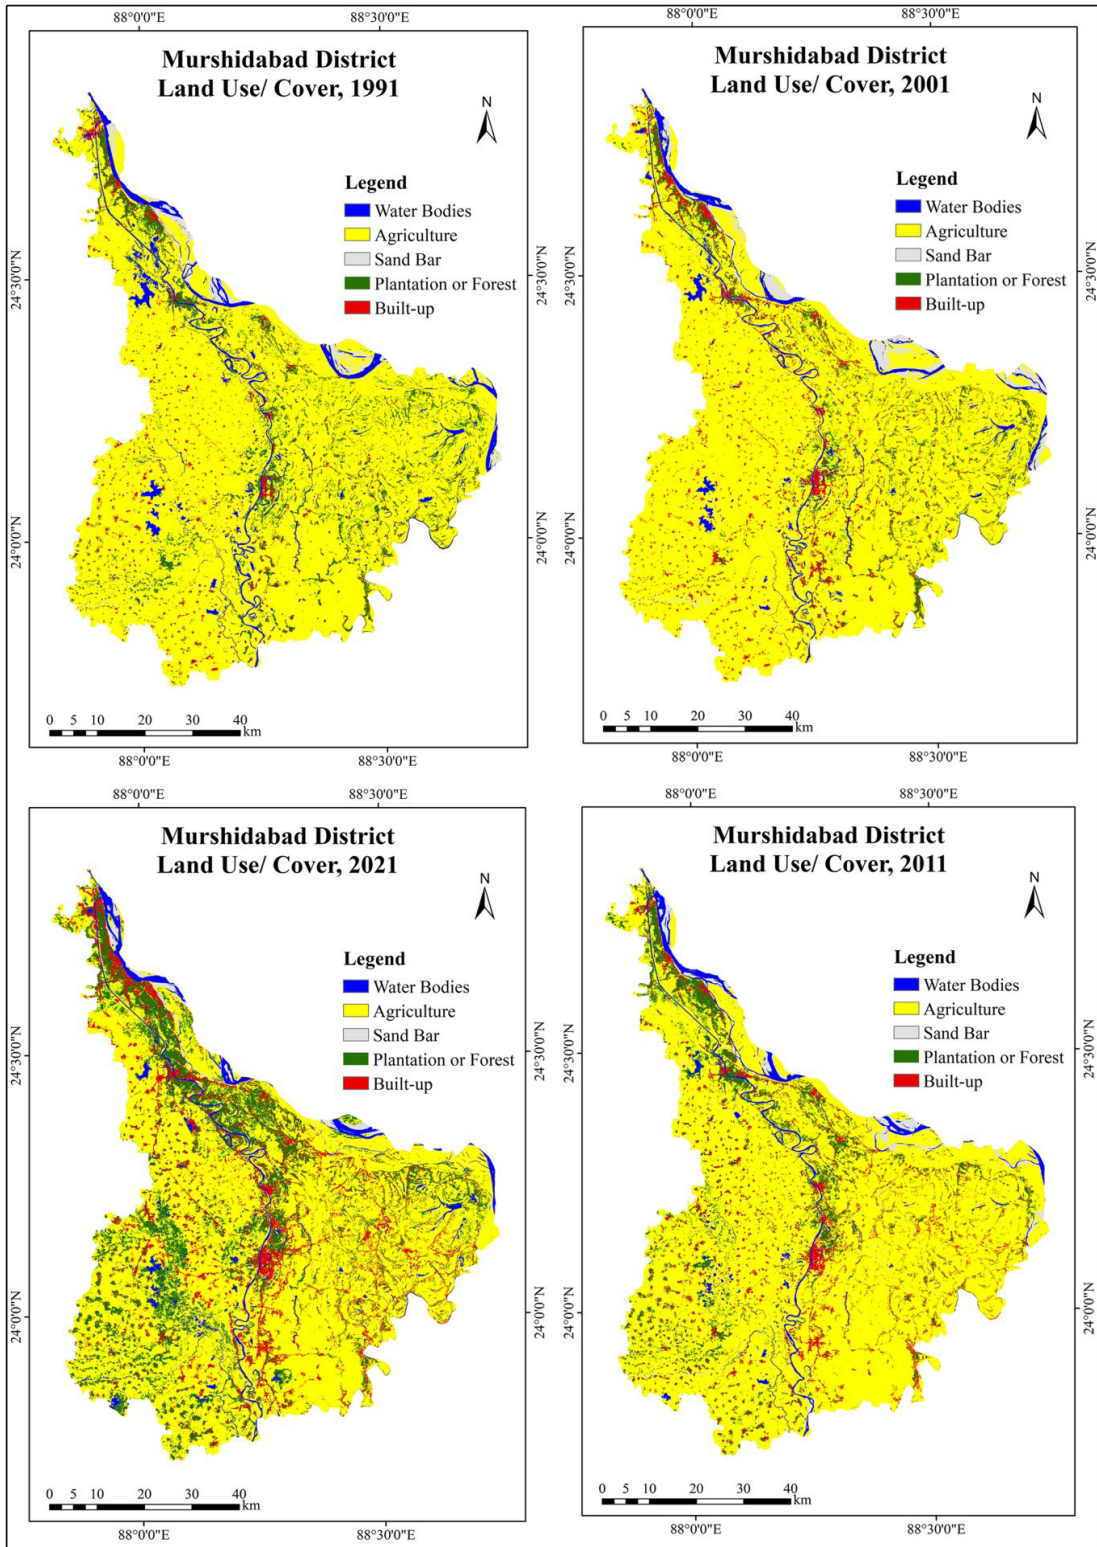 88°0'0"E 88°30'0"E
Murshidabad District
Land Use/ Cover, 1991
N
Legend
Water Bodies
Agriculture
Sand Bar
Plantation or Forest
Built-up
24°30'0"N
24°30'0"N
24°0'0"N
24°0'0"N
0 5 10 20 30 40
km
88°0'0"E 88°30'0"E
88°0'0"E 88°30'0"E
Murshidabad District
Land Use/ Cover, 2001
N
Legend
Water Bodies
Agriculture
Sand Bar
Plantation or Forest
Built-up
24°30'0"N
24°0'0"N
0 5 10 20 30 40
km
88°0'0"E 88°30'0"E
88°0'0"E 88°30'0"E
Murshidabad District
Land Use/ Cover, 2021
N
Legend
Water Bodies
Agriculture
Sand Bar
Plantation or Forest
Built-up
24°30'0"N
24°30'0"N
24°0'0"N
24°0'0"N
0 5 10 20 30 40
km
88°0'0"E 88°30'0"E
88°0'0"E 88°30'0"E
Murshidabad District
Land Use/ Cover, 2011
N
Legend
Water Bodies
Agriculture
Sand Bar
Plantation or Forest
Built-up
24°30'0"N
24°30'0"N
24°0'0"N
24°0'0"N
0 5 10 20 30 40
km
88°0'0"E 88°30'0"E